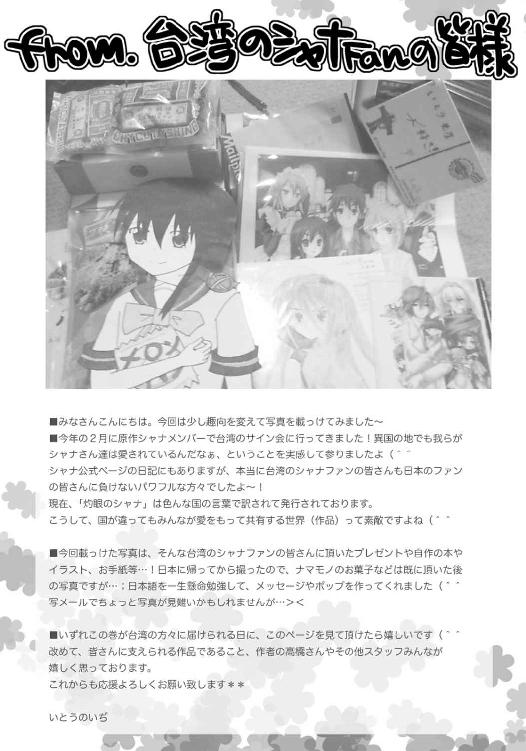 from.台湾のシャナFanの皆様
いとうの先生
■みなさんこんにちは。今回は少し趣向を変えて写真を載っけてみました〜
■今年の２月に原作シャナメンバーで台湾のサイン会に行ってきました！異国の地でも我らが
シャナさん達は愛されているんだなぁ、ということを実感して参りましたよ（＾＾
シャナ公式ページの日記にもありますが、本当に台湾のシャナファンの皆さんも日本のファン
の皆さんに負けないパワフルな方々でしたよ〜！
現在、「灼眼のシャナ」は色んな国の言葉で訳されて発行されております。
こうして、国が違ってもみんなが愛をもって共有する世界（作品）って素敵ですよね（＾＾
■今回載っけた写真は、そんな台湾のシャナファンの皆さんに頂いたプレゼントや自作の本や
イラスト、お手紙等…！日本に帰ってから撮ったので、ナマモノのお菓子などは既に頂いた後
の写真ですが…；日本語を一生懸命勉強して、メッセージやポップを作ってくれました（＾＾
写メールでちょっと写真が見難いかもしれませんが…＞＜
■いずれこの巻が台湾の方々に届けられる日に、このページを見て頂けたら嬉しいです（＾＾
改めて、皆さんに支えられる作品であること、作者の高橋さんやその他スタッフみんなが
嬉しく思っております。
これからも応援よろしくお願い致します＊＊
いとうのいぢ